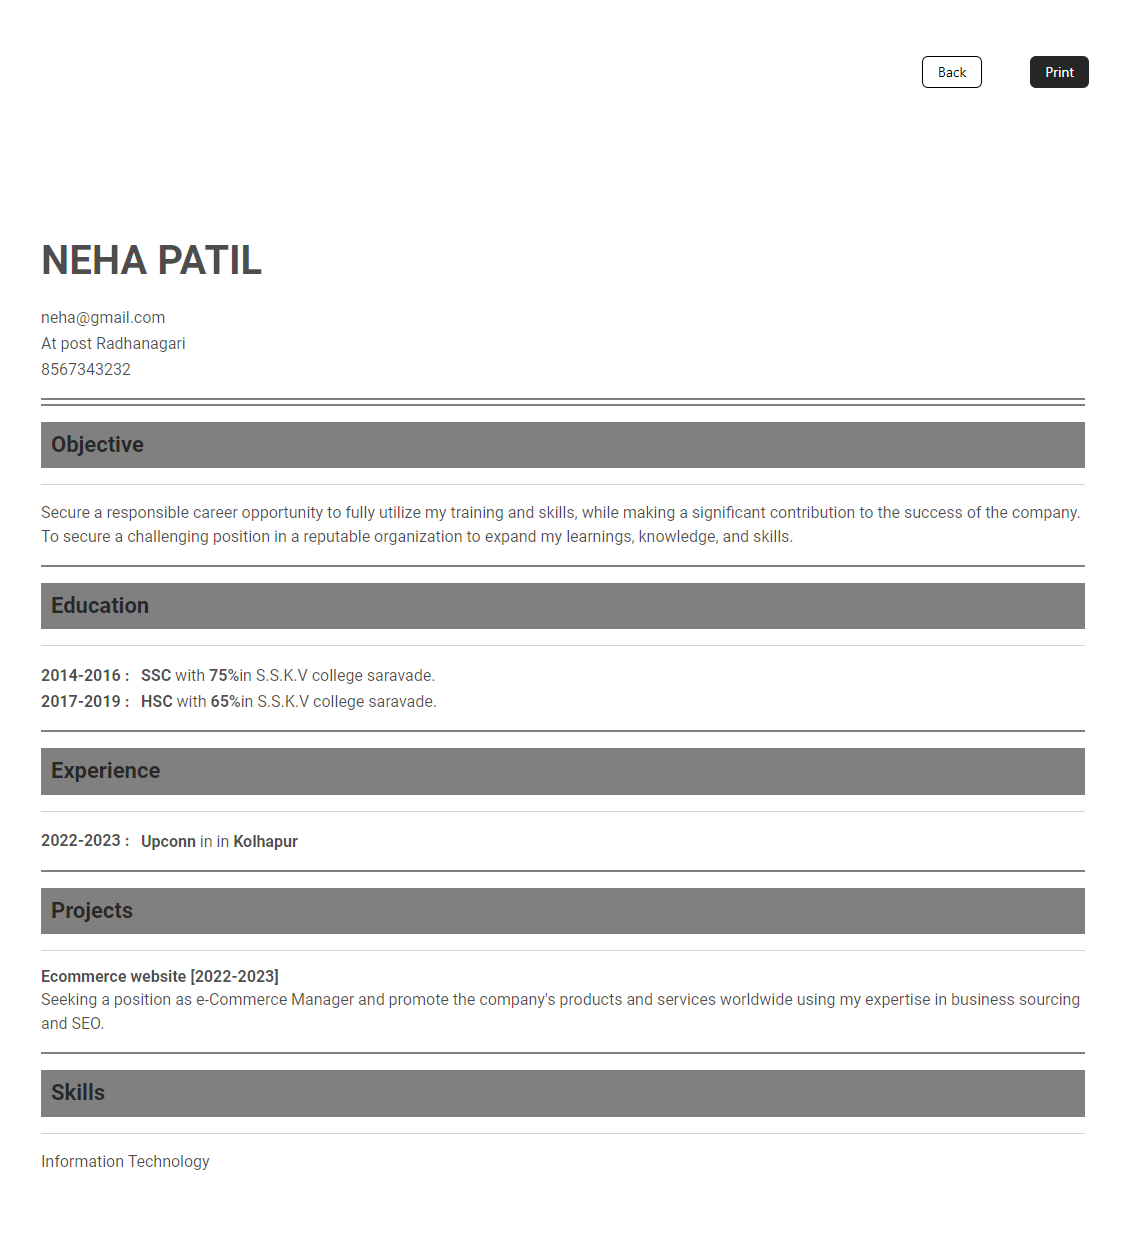 Back
Print
NEHA PATIL
neha@gmail.com
At post Radhanagari
8567343232
Objective
Secure a responsible career opportunity to fully utilize my training and skills, while making a significant contribution to the success of the company.
To secure a challenging position in a reputable organization to expand my learnings, knowledge, and skills.
Education
2014-2016 : SSC with 75%in S.S.K.V college saravade.
2017-2019 : HSC with 65%in S.S.K.V college saravade.
Experience
2022-2023 : Upconn in in Kolhapur
Projects
Ecommerce website [2022-2023]
Seeking a position as e-Commerce Manager and promote the company's products and services worldwide using my expertise in business sourcing
and SEO.
Skills
Information Technology